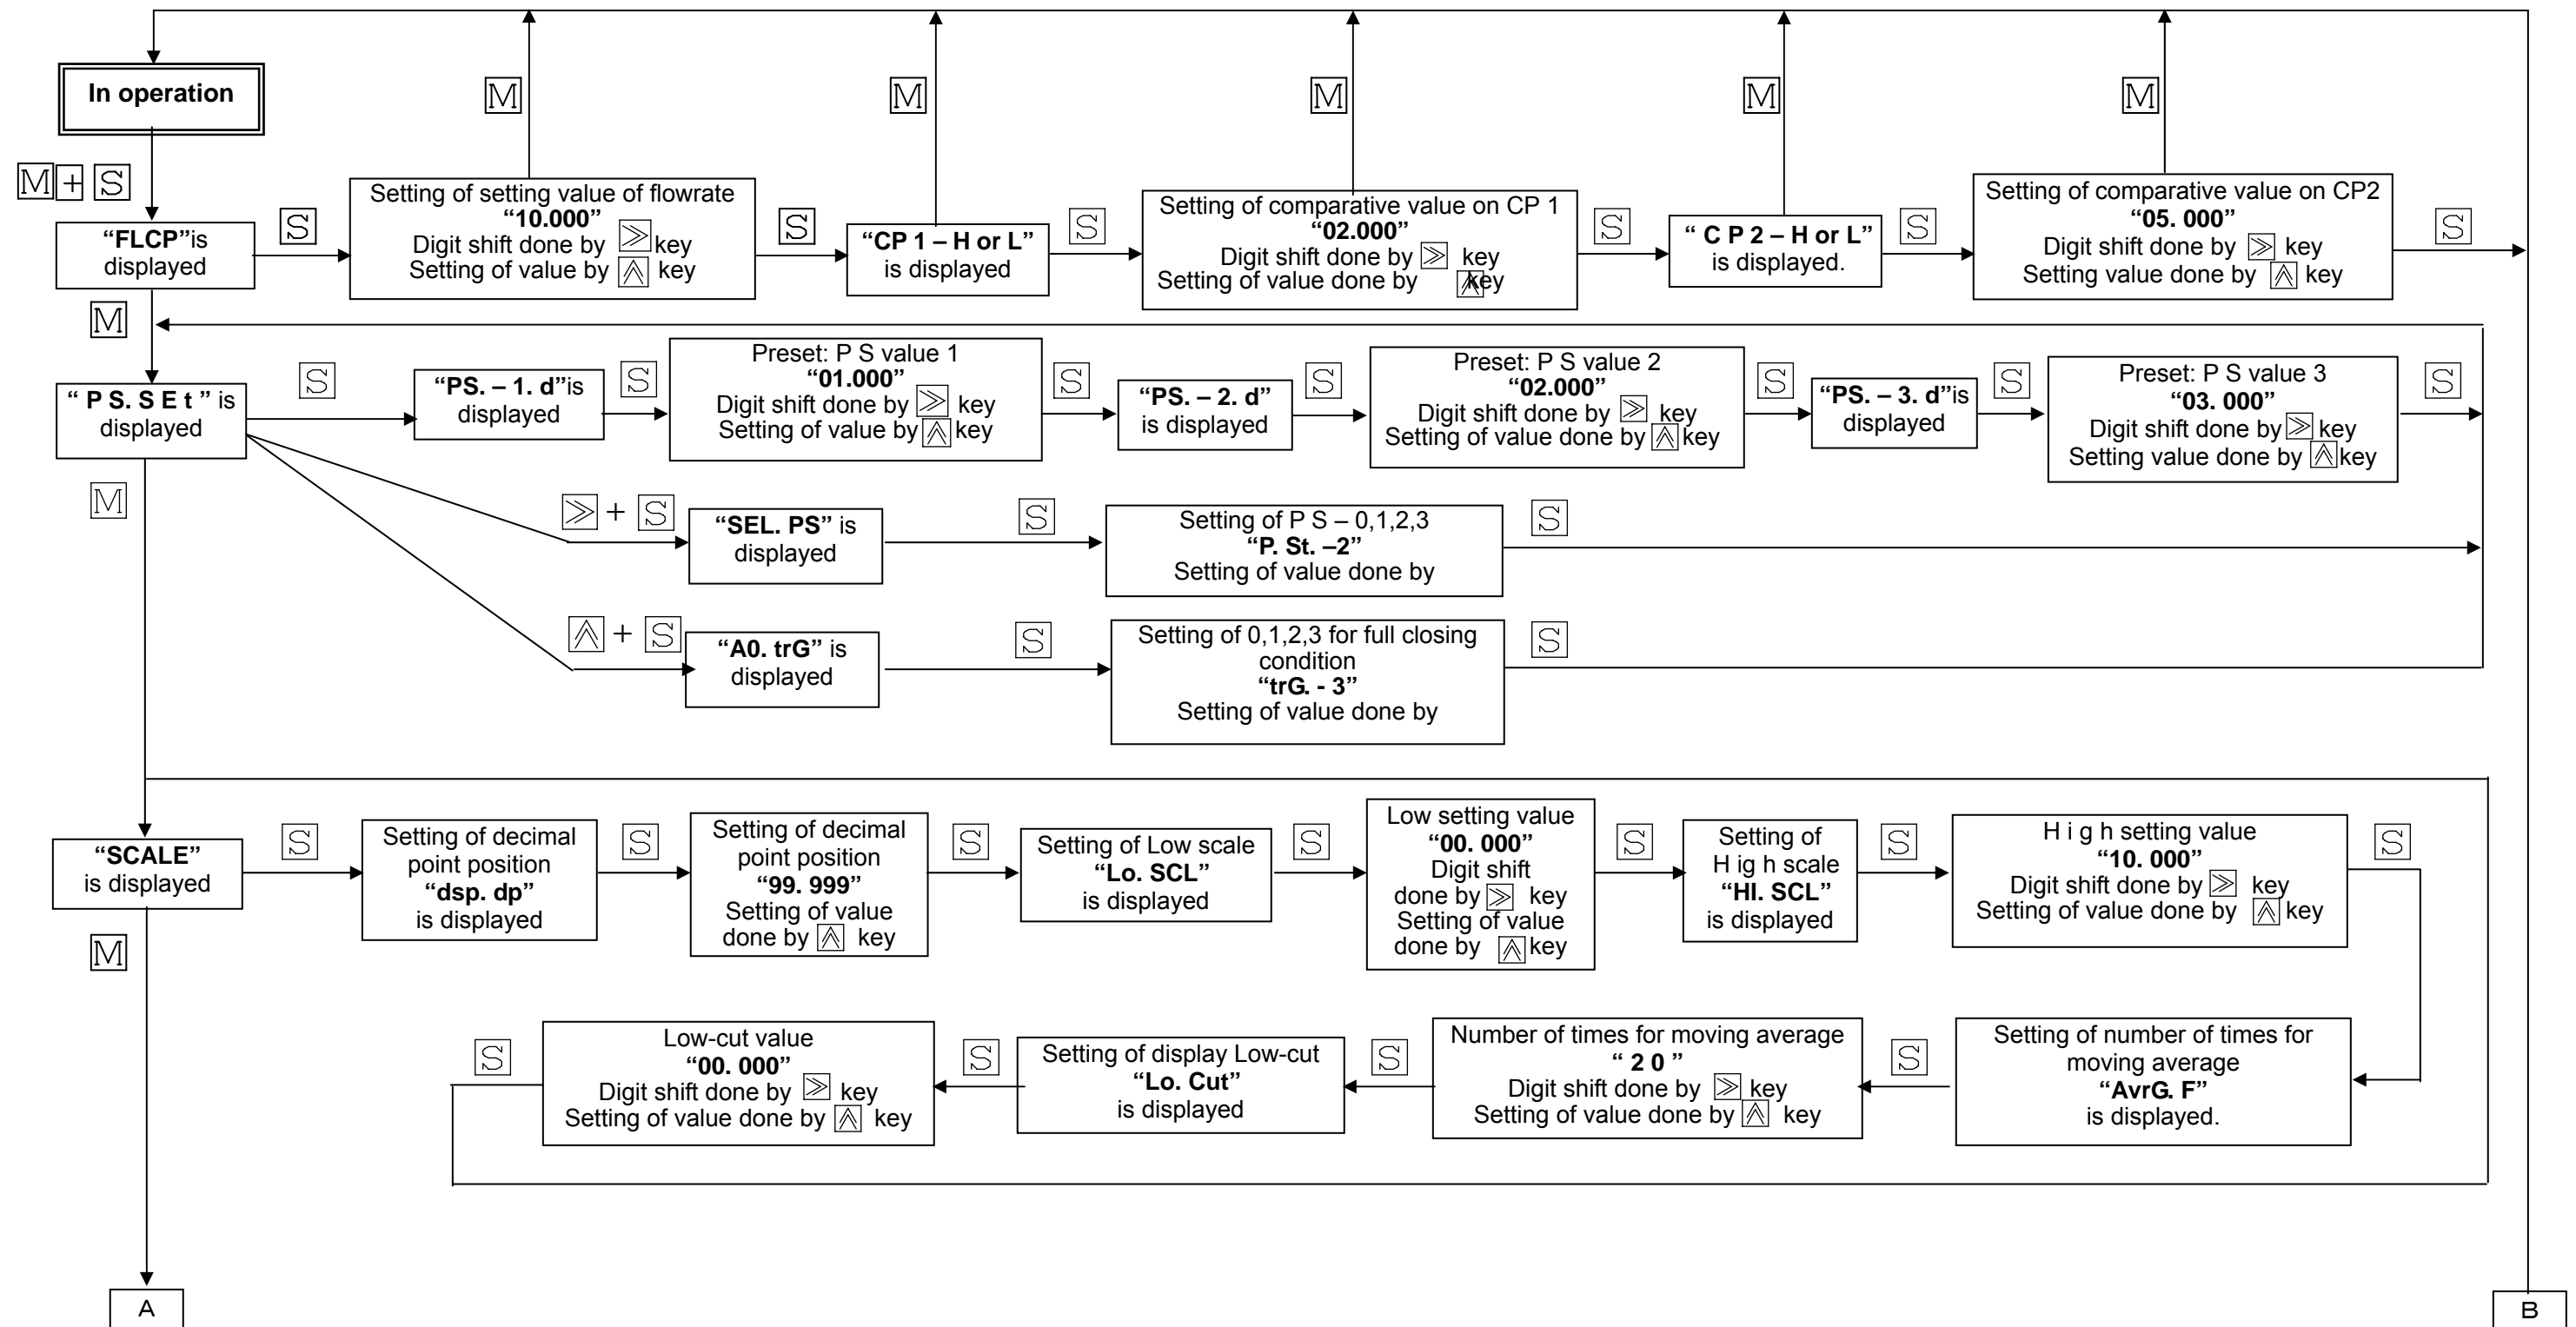 In operation
M + S
M
M
M
M
M
"FLCP"is
displayed
S
Setting of setting value of flowrate
"10.000"
Digit shift done by ≫ key
Setting of value by ︽ key
S
"CP 1 – H or L"
is displayed
S
Setting of comparative value on CP 1
"02.000"
Digit shift done by ≫ key
Setting of value done by ︽ key
S
" C P 2 – H or L"
is displayed.
S
Setting of comparative value on CP2
"05. 000"
Digit shift done by ≫ key
Setting value done by ︽ key
S
M
" P S. S E t " is
displayed
S
"PS. – 1. d"is
displayed
S
Preset: P S value 1
"01.000"
Digit shift done by ≫ key
Setting of value by ︽ key
S
"PS. – 2. d"
is displayed
S
Preset: P S value 2
"02.000"
Digit shift done by ≫ key
Setting of value done by ︽ key
S
"PS. – 3. d"is
displayed
S
Preset: P S value 3
"03. 000"
Digit shift done by ≫ key
Setting value done by ︽ key
S
M
≫ + S
"SEL. PS" is
displayed
S
Setting of P S – 0,1,2,3
"P. St. –2"
Setting of value done by
S
︽ + S
"A0. trG" is
displayed
S
Setting of 0,1,2,3 for full closing
condition
"trG. - 3"
Setting of value done by
S
"SCALE"
is displayed
S
Setting of decimal
point position
"dsp. dp"
is displayed
S
Setting of decimal
point position
"99. 999"
Setting of value
done by ︽ key
S
Setting of Low scale
"Lo. SCL"
is displayed
S
Low setting value
"00. 000"
Digit shift
done by ≫ key
Setting of value
done by ︽ key
S
Setting of
H ig h scale
"HI. SCL"
is displayed
S
H i g h setting value
"10. 000"
Digit shift done by ≫ key
Setting of value done by ︽ key
S
M
Setting of number of times for
moving average
"AvrG. F"
is displayed.
S
Number of times for moving average
" 2 0 "
Digit shift done by ≫ key
Setting of value done by ︽ key
S
Setting of display Low-cut
"Lo. Cut"
is displayed
S
Low-cut value
"00. 000"
Digit shift done by ≫ key
Setting of value done by ︽ key
S
A
B